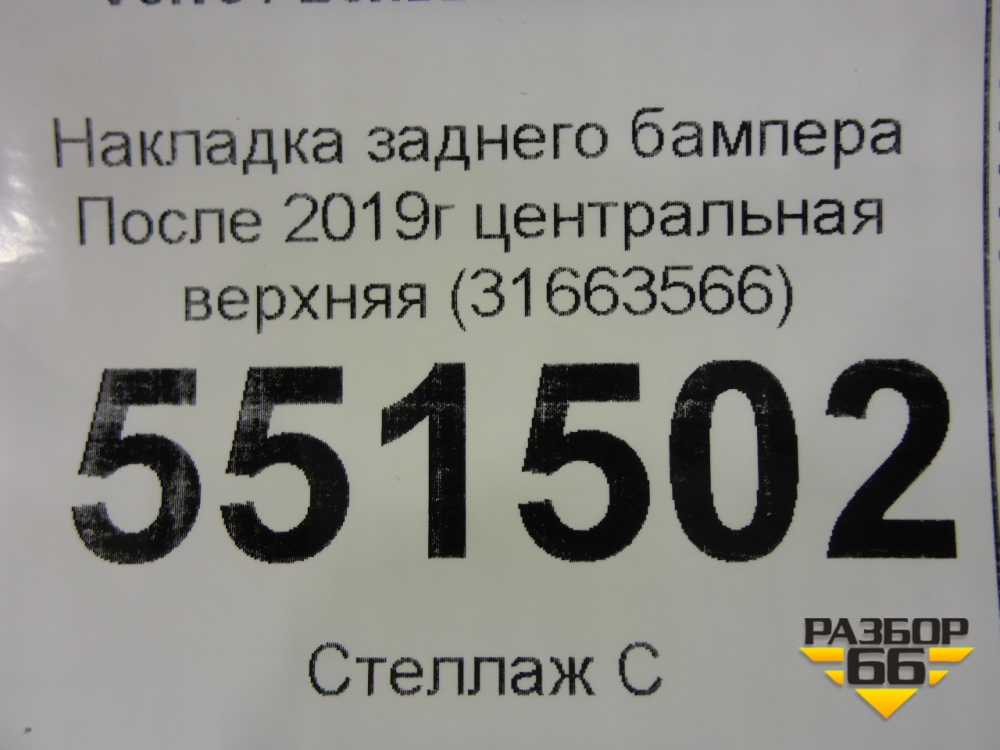 Накладка заднего бампера
После 2019г центральная
верхняя (31663566)
551502
Стеллаж С
РАЗБОР
66